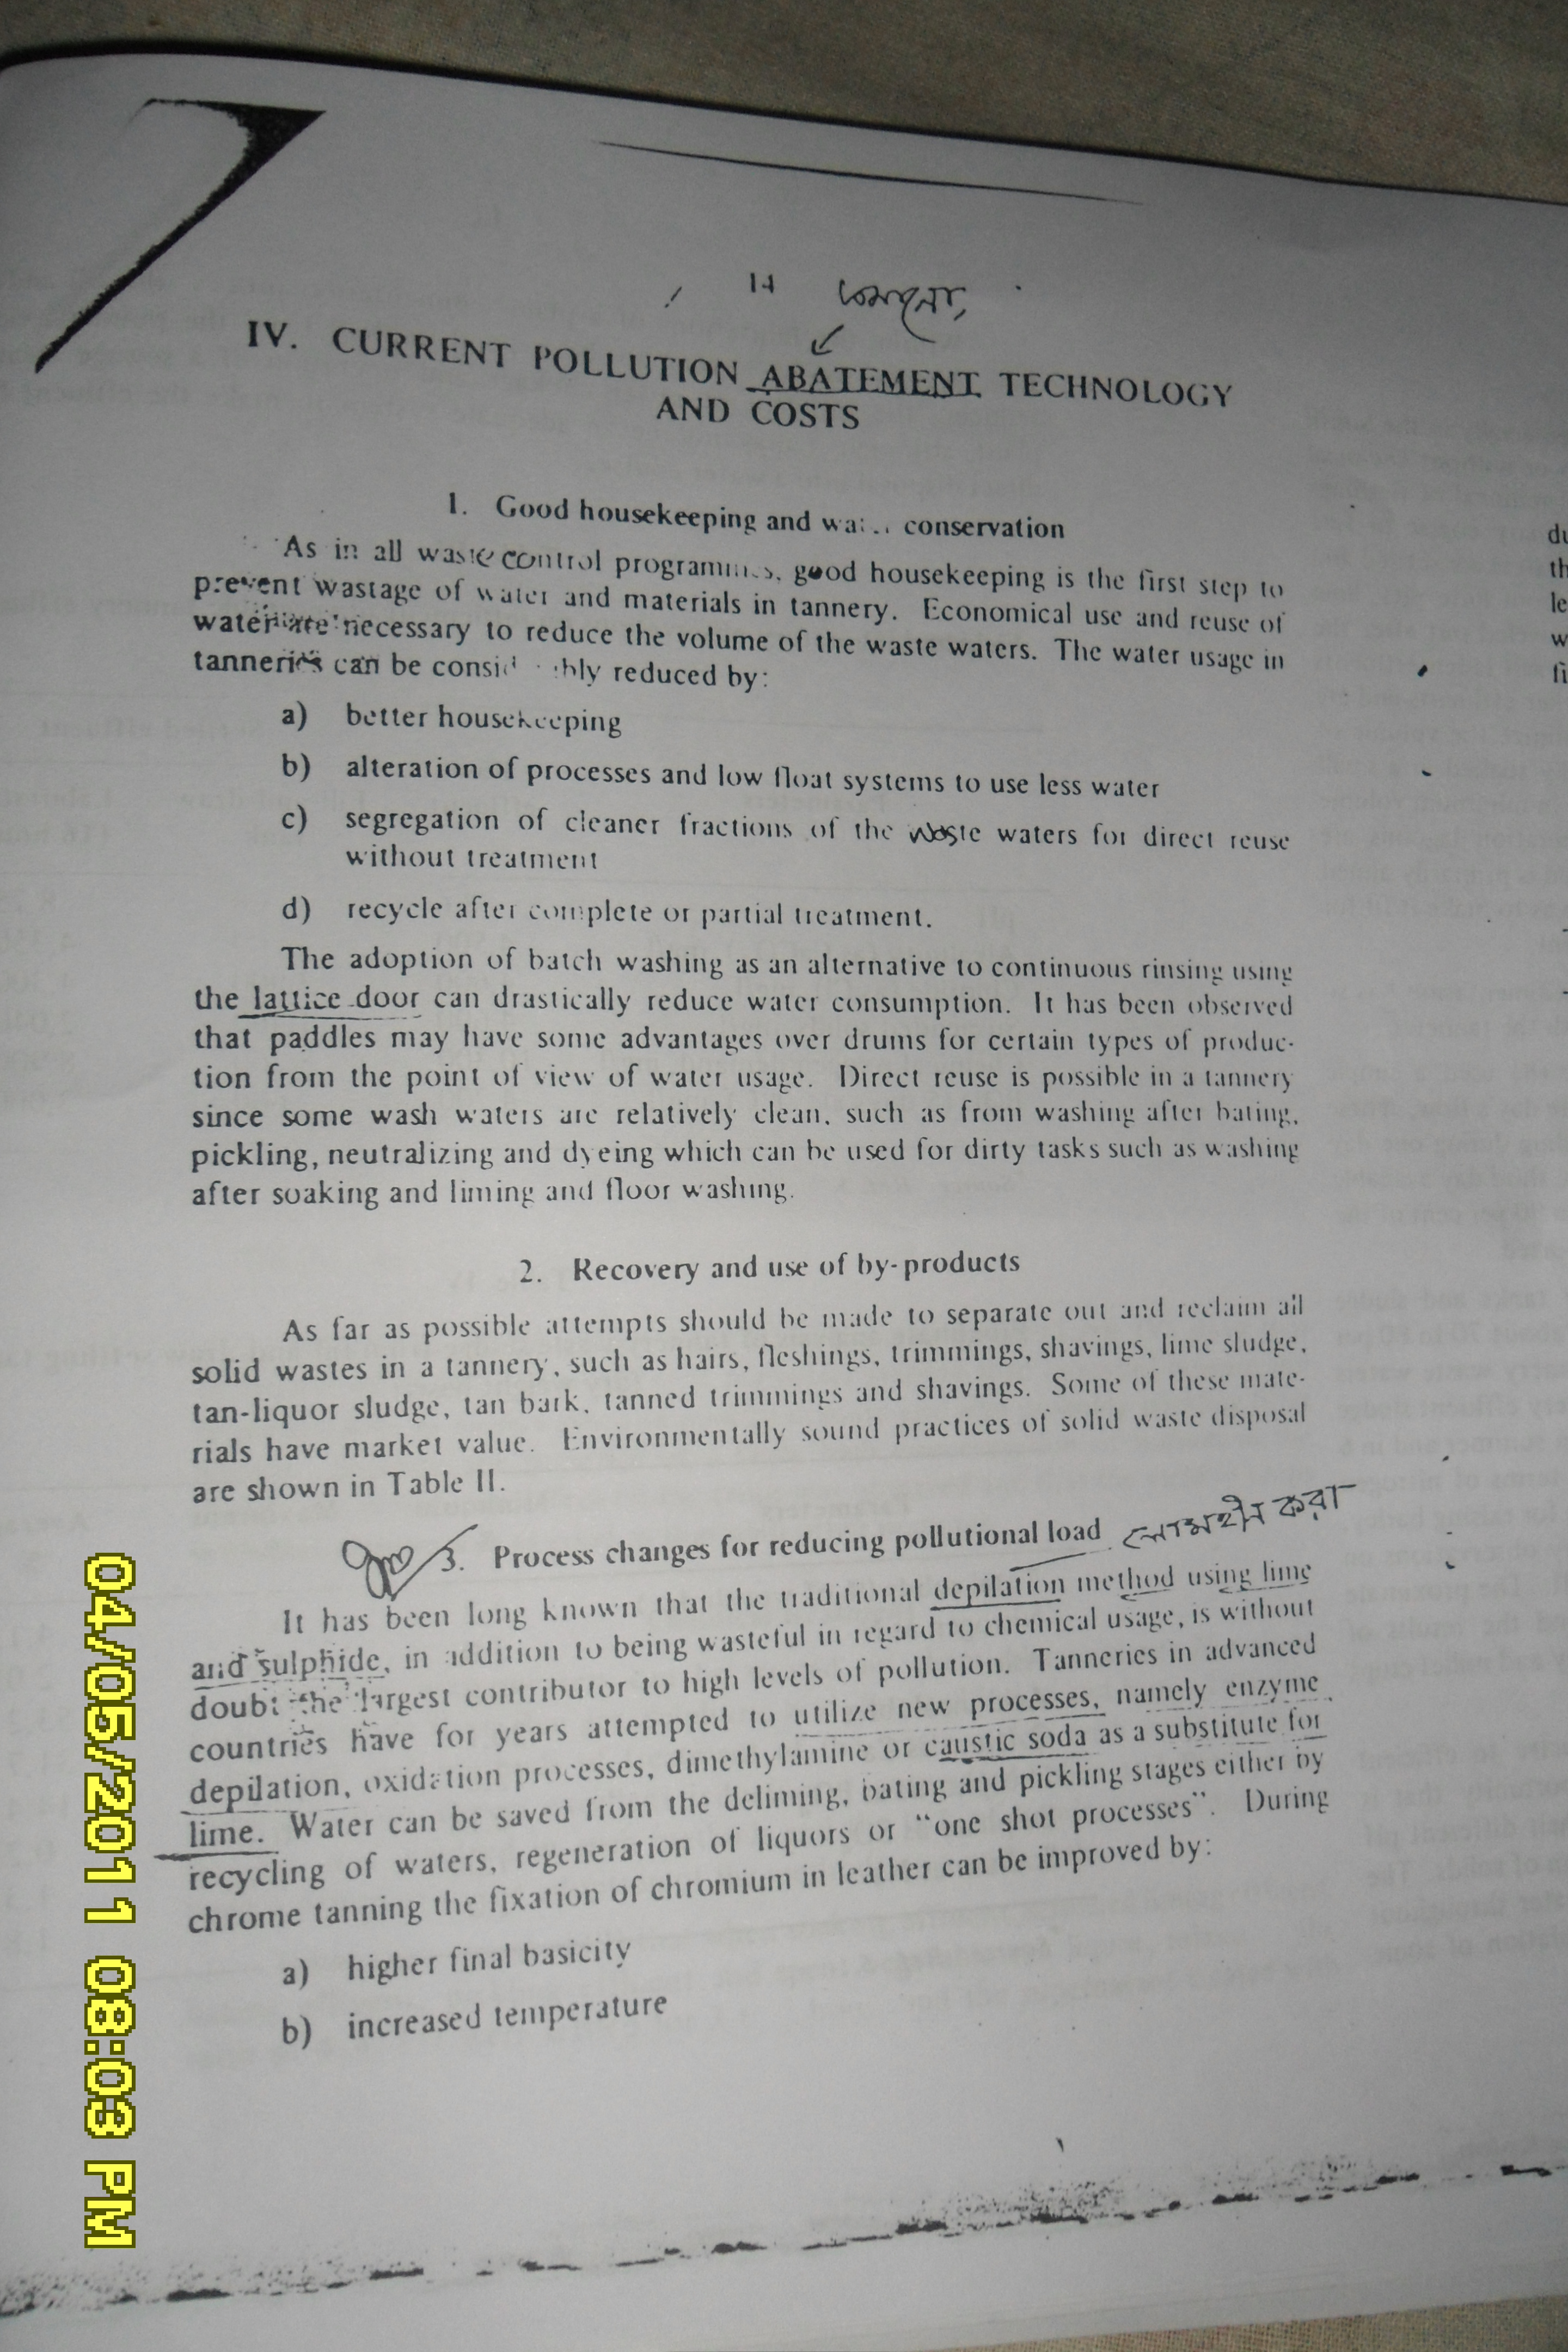 14
IV. CURRENT POLLUTION ABATEMENT TECHNOLOGY
AND COSTS
1. Good housekeeping and conservation
As in all waste control programmes, good housekeeping is the first step to
prevent wastage of water and materials in tannery. Economical use and reuse of
water are necessary to reduce the volume of the waste waters. The water usage in
tanneries can be reduced by:
a) better housekeeping
b) alteration of processes and low float systems to use less water
c) segregation of cleaner fractions of the waste waters for direct reuse
without treatment
d) recycle after complete or partial treatment.
The adoption of batch washing as an alternative to continuous rinsing using
the lattice door can drastically reduce water consumption. It has been observed
that paddles may have some advantages over drums for certain types of produc-
tion from the point of view of water usage. Direct reuse is possible in a tannery
since some wash waters are relatively clean, such as from washing after bating,
pickling, neutralizing and dyeing which can be used for dirty tasks such as washing
after soaking and liming and floor washing.
2. Recovery and use of by-products
As far as possible attempts should be made to separate out and reclaim all
solid wastes in a tannery, such as hairs, fleshings, trimmings, shavings, lime sludge,
tan-liquor sludge, tan bark, tanned trimmings and shavings. Some of these mate-
rials have market value. Environmentally sound practices of solid waste disposal
are shown in Table II.
3. Process changes for reducing pollutional load লোমহীন করা
It has been long known that the traditional depilation method using lime
and sulphide, in addition to being wasteful in regard to chemical usage, is without
doubt the largest contributor to high levels of pollution. Tanneries in advanced
countries have for years attempted to utilize new processes, namely enzyme
depilation, oxidation processes, dimethylamine or caustic soda as a substitute for
lime. Water can be saved from the deliming, bating and pickling stages either by
recycling of waters, regeneration of liquors or “one shot processes”. During
chrome tanning the fixation of chromium in leather can be improved by:
a) higher final basicity
b) increased temperature
04/05/2011 08:03 PM